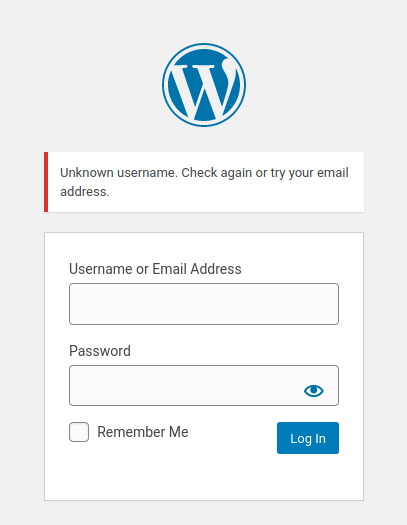 Unknown username. Check again or try your email
address.
Username or Email Address
Password
Remember Me
Log In